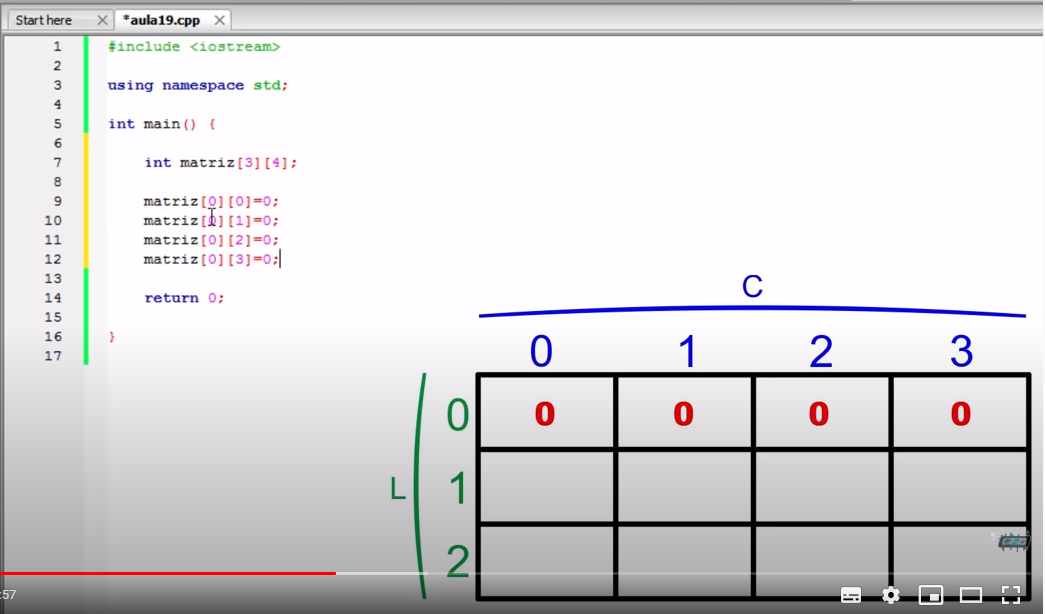 Start here
*aula19.cpp
1 #include <iostream>
2
3 using namespace std;
4
5 int main() {
6
7 int matriz[3][4];
8
9 matriz[0][0]=0;
10 matriz[0][1]=0;
11 matriz[0][2]=0;
12 matriz[0][3]=0;
13
14 return 0;
15
16 }
17
C
0 1 2 3
0 0 0 0 0
L
1
2
:57